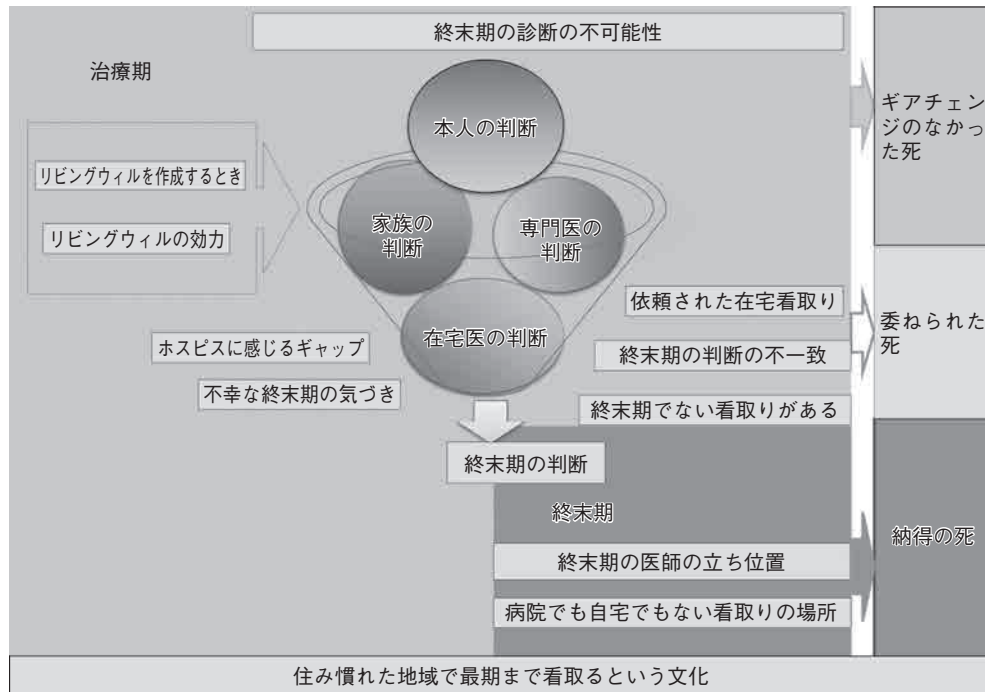 終末期の診断の不可能性
治療期
ギアチェン
ジのなかっ
た死
本人の判断
リビングウィルを作成するとき
家族の
判断
専門医の
判断
リビングウィルの効力
依頼された在宅看取り
委ねられた
死
在宅医の判断
ホスピスに感じるギャップ
終末期の判断の不一致
不幸な終末期の気づき
終末期でない看取りがある
終末期の判断
終末期
納得の死
終末期の医師の立ち位置
病院でも自宅でもない看取りの場所
住み慣れた地域で最期まで看取るという文化